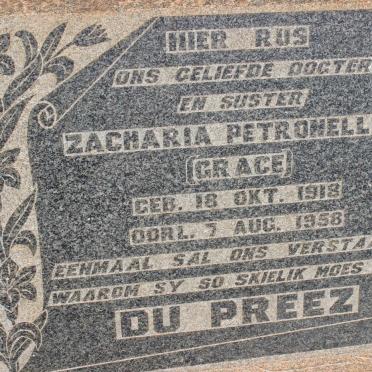 HIER RUS
ONS GELIEFDE DOGTER
EN SUSTER
ZACHARIA PETRONELL
(GRACE)
GEB. 18 OKT. 1918
OORL. 7 AUG. 1958
EENMAAL SAL ONS VERSTA
WAAROM SY SO SKIELIK MOES
DU PREEZ